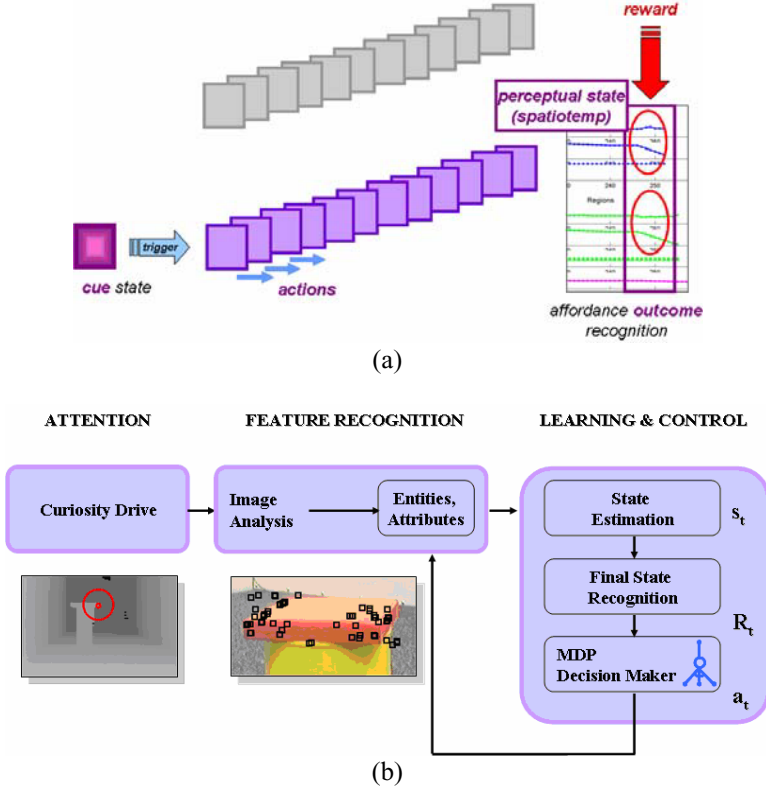 reward
perceptual state
(spatiotemp)
240
250
0
Regions
trigger
cue state
actions
affordance outcome
recognition
(a)
ATTENTION
FEATURE RECOGNITION
LEARNING & CONTROL
Curiosity Drive
Image
Analysis
Entities,
Attributes
State
Estimation
st
Final State
Recognition
Rt
MDP
Decision Maker
at
(b)